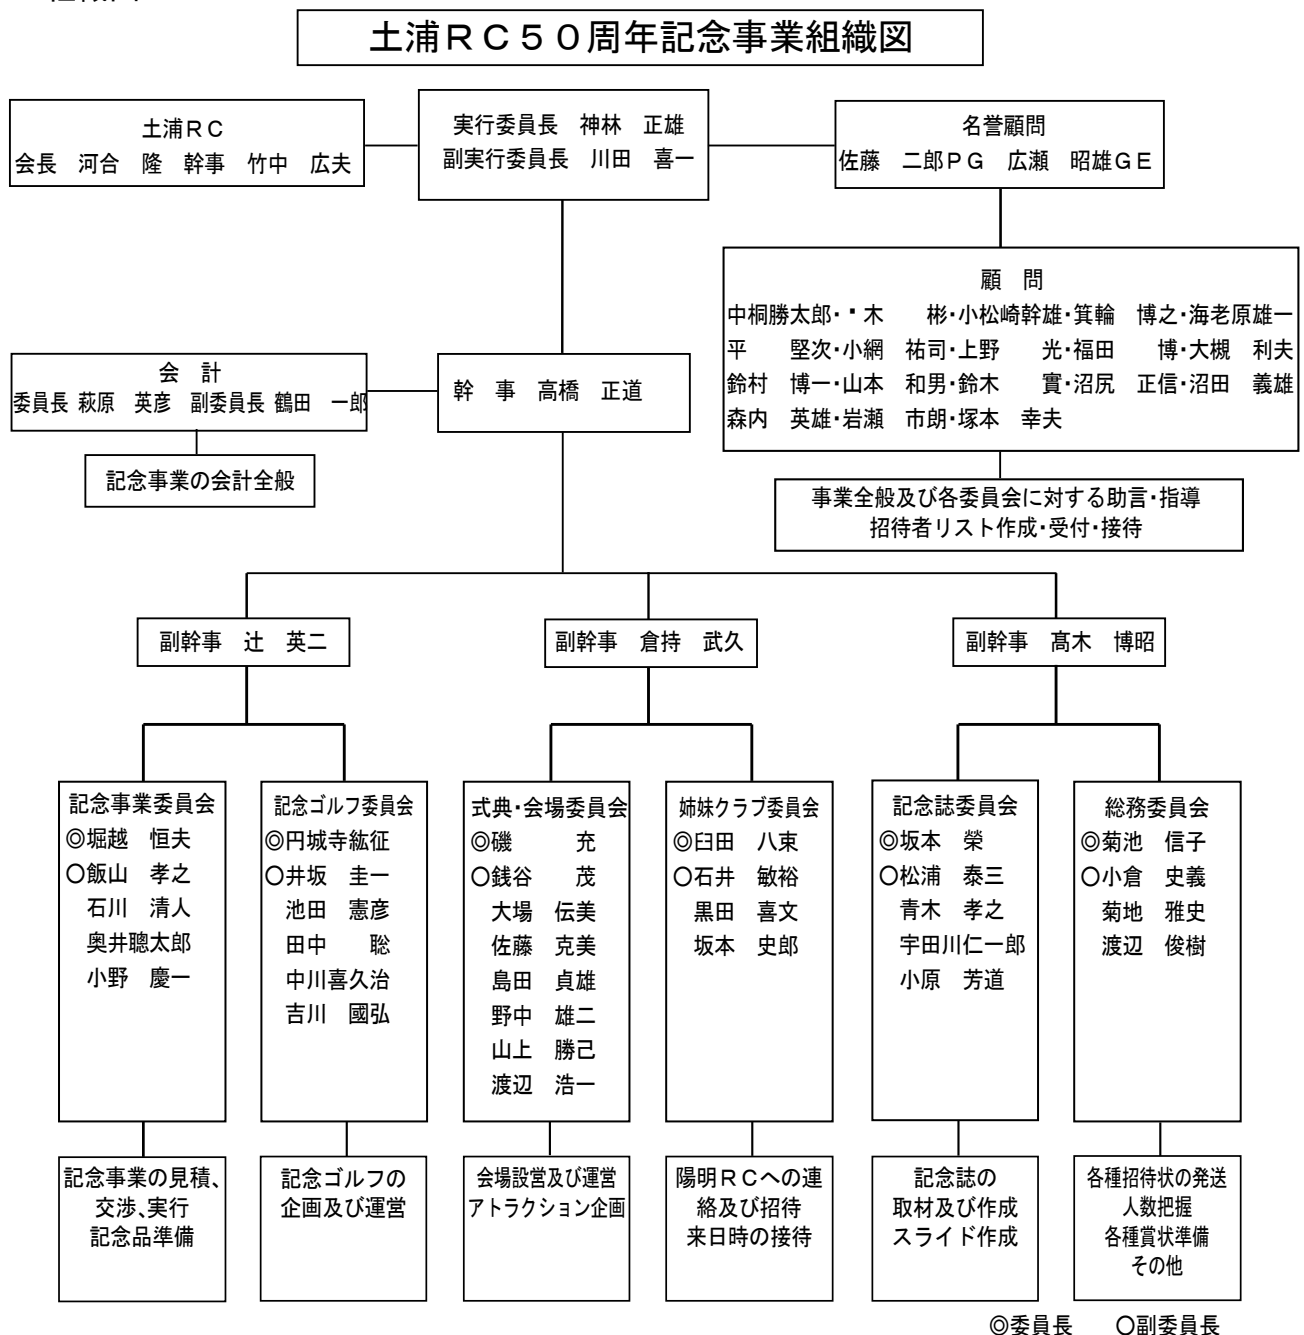 土浦ＲＣ５０周年記念事業組織図
土浦ＲＣ
会長　河合　隆　幹事　竹中　広夫
実行委員長　神林　正雄
副実行委員長　川田　喜一
名誉顧問
佐藤　二郎ＰＧ　広瀬　昭雄ＧＥ
顧　問
中桐勝太郎・▪木　　彬・小松崎幹雄・箕輪　博之・海老原雄一
平　　堅次・小網　祐司・上野　　光・福田　　博・大槻　利夫
鈴村　博一・山本　和男・鈴木　　實・沼尻　正信・沼田　義雄
森内　英雄・岩瀬　市朗・塚本　幸夫
事業全般及び各委員会に対する助言・指導
招待者リスト作成・受付・接待
会　計
委員長 萩原　英彦　副委員長 鶴田　一郎
記念事業の会計全般
幹　事　高橋　正道
副幹事　辻　英二
副幹事　倉持　武久
副幹事　髙木　博昭
記念事業委員会
◎堀越　恒夫
○飯山　孝之
石川　清人
奥井聰太郎
小野　慶一
記念事業の見積、
交渉、実行
記念品準備
記念ゴルフ委員会
◎円城寺紘征
○井坂　圭一
池田　憲彦
田中　　聡
中川喜久治
吉川　國弘
記念ゴルフの
企画及び運営
式典・会場委員会
◎磯　　　充
○銭谷　　茂
大場　伝美
佐藤　克美
島田　貞雄
野中　雄二
山上　勝己
渡辺　浩一
会場設営及び運営
アトラクション企画
姉妹クラブ委員会
◎臼田　八束
○石井　敏裕
黒田　喜文
坂本　史郎
陽明ＲＣへの連
絡及び招待
来日時の接待
記念誌委員会
◎坂本　榮
○松浦　泰三
青木　孝之
宇田川仁一郎
小原　芳道
記念誌の
取材及び作成
スライド作成
総務委員会
◎菊池　信子
○小倉　史義
菊地　雅史
渡辺　俊樹
各種招待状の発送
人数把握
各種賞状準備
その他
◎委員長　　○副委員長